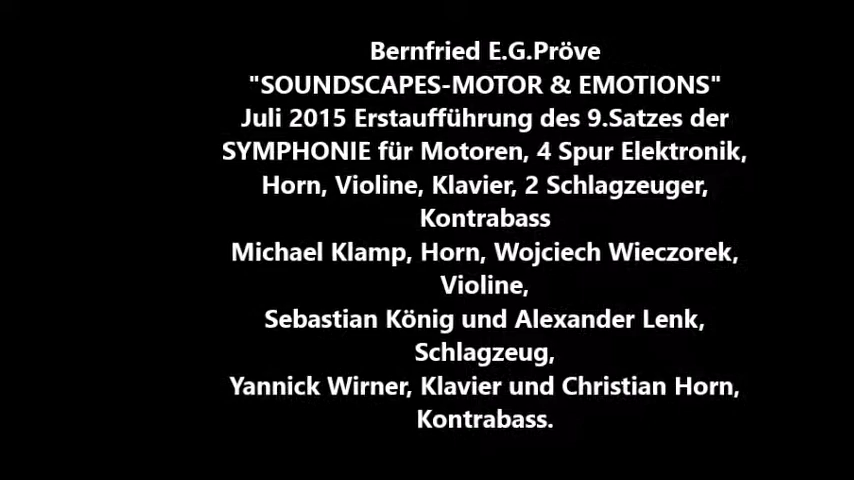 Bernfried E.G.Pröve
"SOUNDSCAPES-MOTOR & EMOTIONS"
Juli 2015 Erstaufführung des 9.Satzes der
SYMPHONIE für Motoren, 4 Spur Elektronik,
Horn, Violine, Klavier, 2 Schlagzeuger,
Kontrabass
Michael Klamp, Horn, Wojciech Wieczorek,
Violine,
Sebastian König und Alexander Lenk,
Schlagzeug,
Yannick Wirner, Klavier und Christian Horn,
Kontrabass.